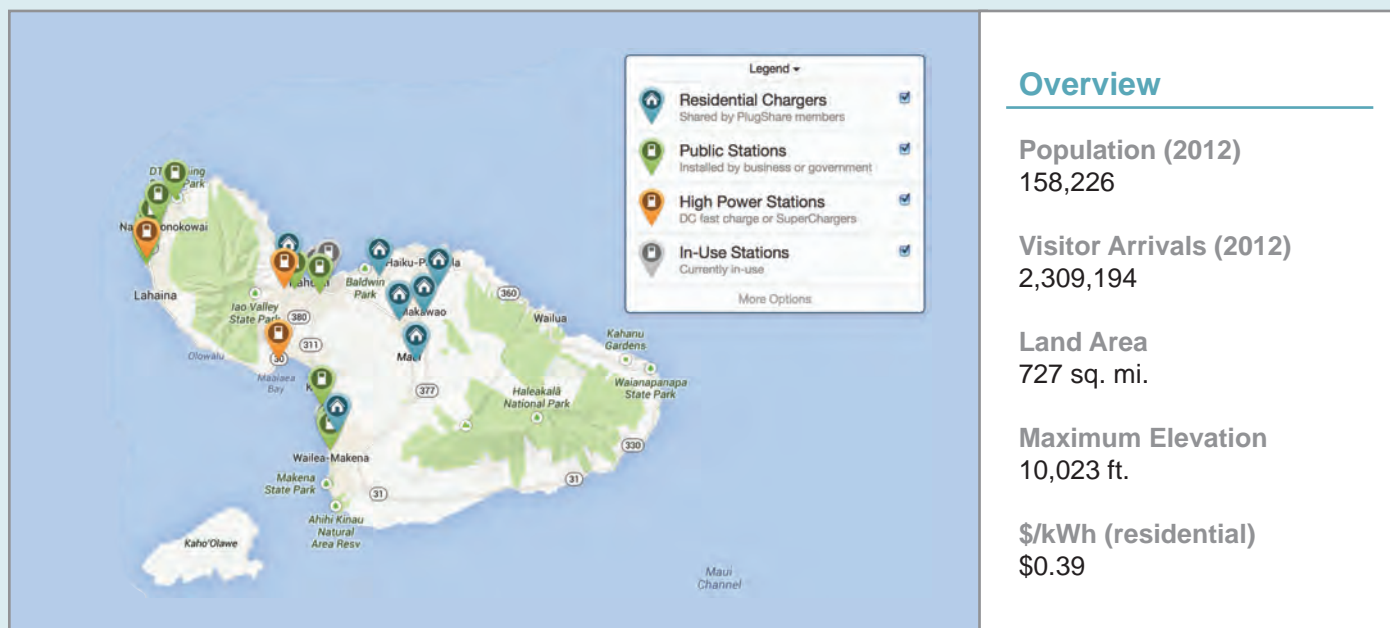 Legend
Residential Chargers
Shared by PlugShare members
Public Stations
Installed by business or government
High Power Stations
DC fast charge or SuperChargers
In-Use Stations
Currently in-use
More Options
Park
Lahaina
Iao Valley
State Park
380
311
30
Olowalu
Maalaea
Bay
Baldwin
Park
360
Wailua
Kahanu
Gardens
Waianapanapa
State Park
377
Haleakalā
National Park
330
31
31
Wailea-Makena
Makena
State Park
Ahihi Kinau
Natural
Area Resv
Kaho'Olawe
Maui
Channel
Overview
Population (2012)
158,226
Visitor Arrivals (2012)
2,309,194
Land Area
727 sq. mi.
Maximum Elevation
10,023 ft.
$/kWh (residential)
$0.39